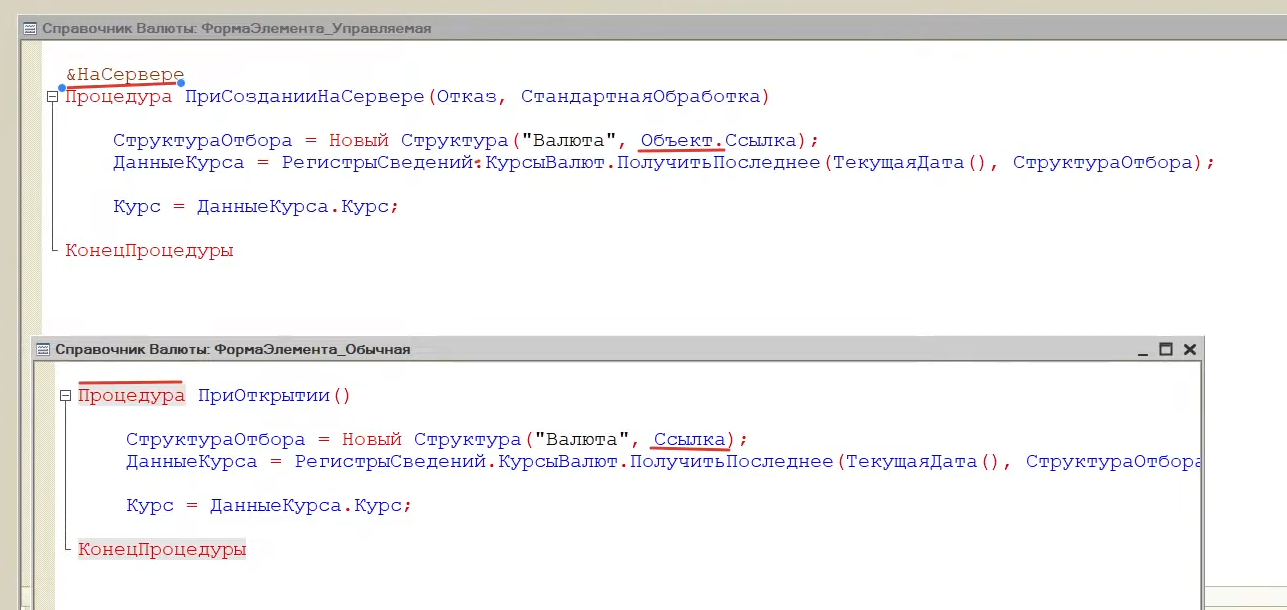 Справочник Валюты: ФормаЭлемента_Управляемая
&НаСервере
Процедура ПриСозданииНаСервере(Отказ, СтандартнаяОбработка)
СтруктураОтбора = Новый Структура("Валюта", Объект.Ссылка);
ДанныеКурса = РегистрыСведений.КурсыВалют.ПолучитьПоследнее(ТекущаяДата(), СтруктураОтбора);
Курс = ДанныеКурса.Курс;
КонецПроцедуры
Справочник Валюты: ФормаЭлемента_Обычная
Процедура ПриОткрытии()
СтруктураОтбора = Новый Структура("Валюта", Ссылка);
ДанныеКурса = РегистрыСведений.КурсыВалют.ПолучитьПоследнее(ТекущаяДата(), СтруктураОтбора
Курс = ДанныеКурса.Курс;
КонецПроцедуры